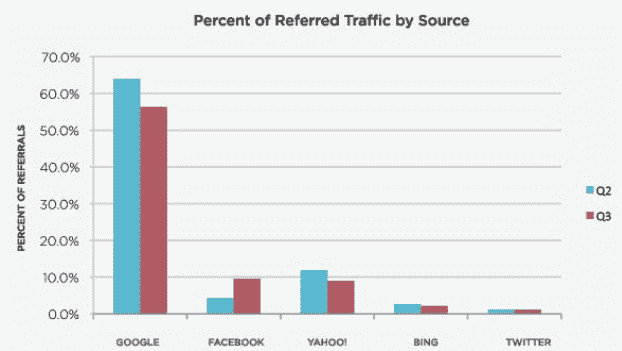 Percent of Referred Traffic by Source
PERCENT OF REFERRALS
70.0%
60.0%
50.0%
40.0%
30.0%
20.0%
10.0%
0.0%
GOOGLE FACEBOOK YAHOO! BING TWITTER
Q2
Q3